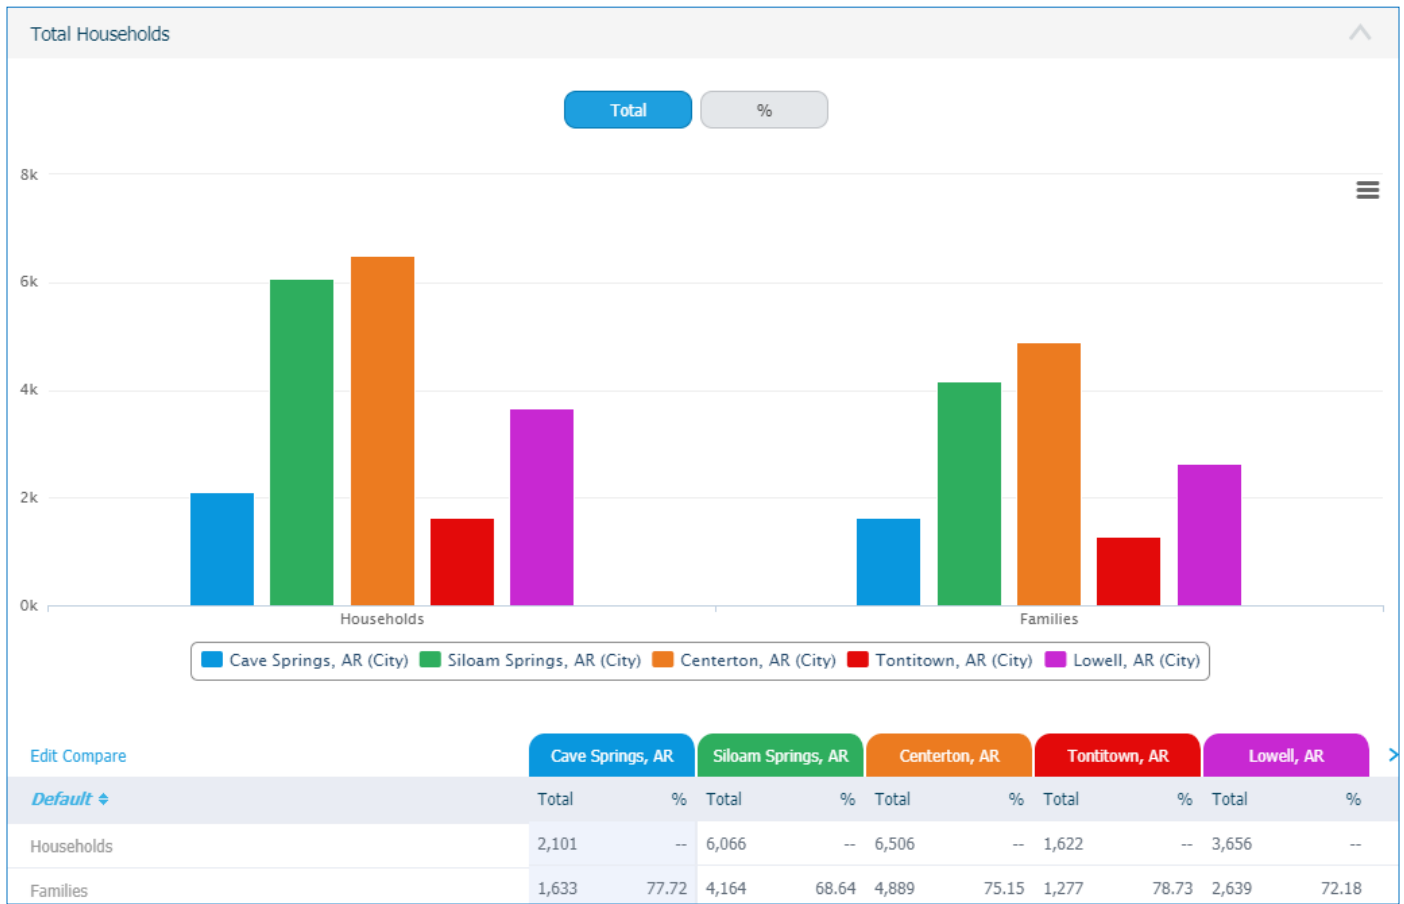 Total Households
Total %
8k
6k
4k
2k
0k
Households Families
Cave Springs, AR (City) Siloam Springs, AR (City) Centerton, AR (City) Tontitown, AR (City) Lowell, AR (City)
Edit Compare Cave Springs, AR Siloam Springs, AR Centerton, AR Tontitown, AR Lowell, AR
Default Total % Total % Total % Total % Total %
Households 2,101 -- 6,066 -- 6,506 -- 1,622 -- 3,656 --
Families 1,633 77.72 4,164 68.64 4,889 75.15 1,277 78.73 2,639 72.18